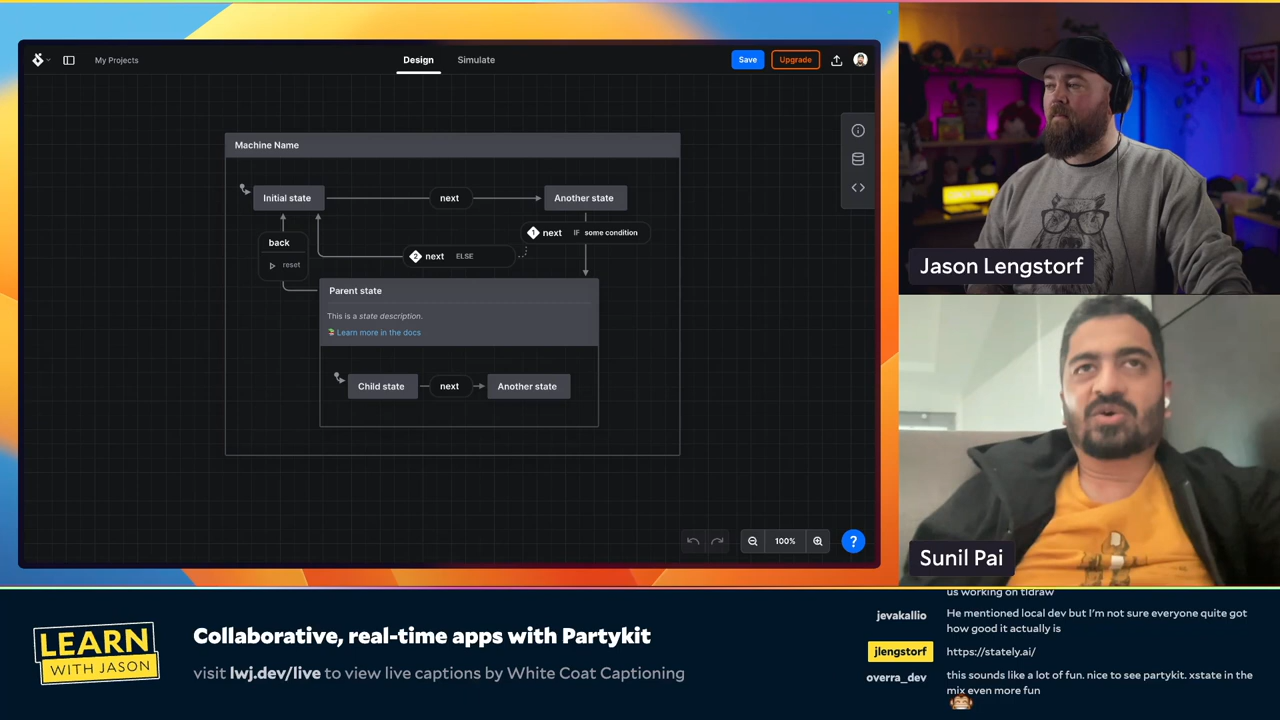 My Projects
Design
Simulate
Save
Upgrade
Machine Name
Initial state
next
Another state
1 next IF some condition
back
reset
2 next ELSE
Parent state
This is a state description.
Learn more in the docs
Child state
next
Another state
100%
?
Jason Lengstorf
Sunil Pai
LEARN
WITH JASON
Collaborative, real-time apps with Partykit
visit lwj.dev/live to view live captions by White Coat Captioning
us working on tldraw
jevakallio He mentioned local dev but I'm not sure everyone quite got
how good it actually is
jlengstorf https://stately.ai/
overra_dev this sounds like a lot of fun. nice to see partykit. xstate in the
mix even more fun